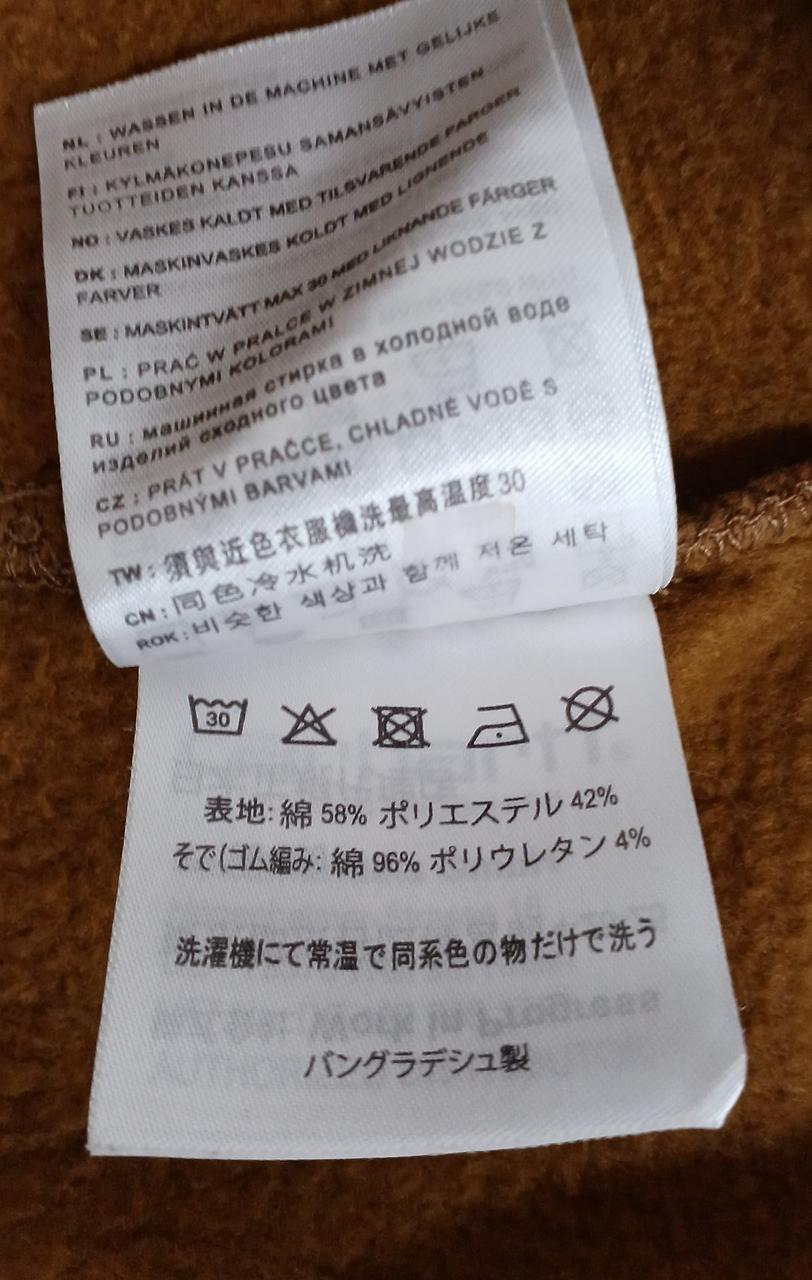 NL : WASSEN IN DE MACHINE MET GELIJKE
KLEUREN
FI : KYLMÄKONEPESU SAMANSÄVYISTEN
TUOTTEIDEN KANSSA
NO : VASKES KALDT MED TILSVARENDE FARGER
DK : MASKINVASKES KOLDT MED LIGNENDE
FARVER
SE : MASKINTVÄTT MAX 30 MED LIKNANDE FÄRGER
PL : PRAĆ W PRALCE W ZIMNEJ WODZIE Z
PODOBNYMI KOLORAMI
RU : машинная стирка в холодной воде
изделий сходного цвета
CZ : PRÁT V PRAČCE, CHLADNÉ VODĚ S
PODOBNÝMI BARVAMI
TW : 須與近色衣服機洗最高溫度30
CN : 同色冷水机洗
ROK : 비슷한 색상과 함께 저온 세탁
30
表地: 綿 58% ポリエステル 42%
そで(ゴム編み: 綿 96% ポリウレタン 4%
洗濯機にて常温で同系色の物だけで洗う
バングラデシュ製